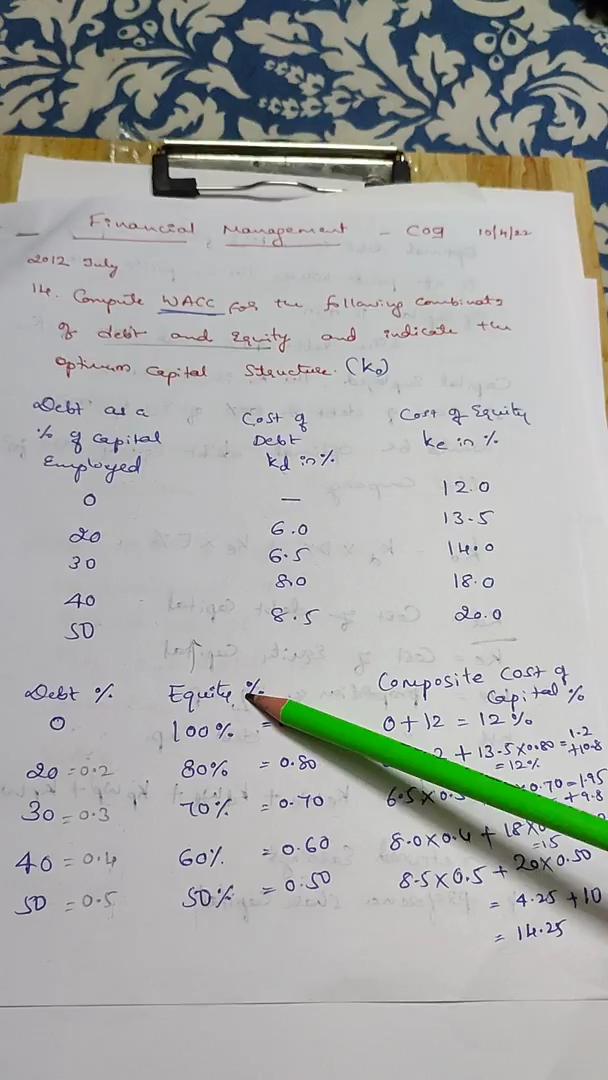 Financial Management - CO9 10/4/22
2012 July
14. Compute WACC for the following combinats
of debt and Equity and indicate the
optimum Capital Structure. (Ko)
Debt as a % of Capital Employed
Cost of Debt kd in %
Cost of Equity ke in %
0 — 12.0
20 6.0 13.5
30 6.5 14.0
40 8.0 18.0
50 8.5 20.0
Debt % Equity % Composite Cost of Capital %
0 100% = 0+12 = 12%
20 = 0.2 80% = 0.80 + 13.5×0.80 = 1.2 +10.8 = 12%
30 = 0.3 70% = 0.70 6.5×0. ×0.70 = 1.95 + 9.8
40 = 0.4 60% = 0.60 8.0×0.4 + 18× = 15
50 = 0.5 50% = 0.50 8.5×0.5 + 20×0.50
= 4.25 + 10
= 14.25